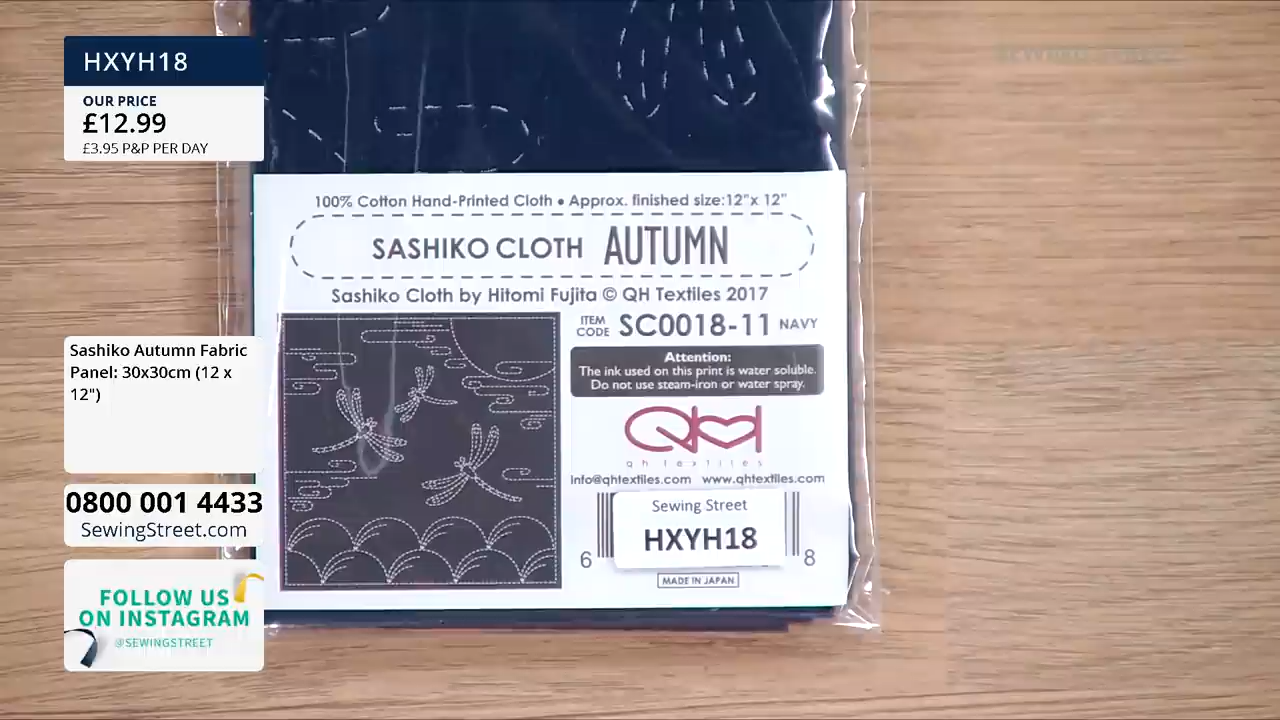 HXYH18
OUR PRICE
£12.99
£3.95 P&P PER DAY
Sashiko Autumn Fabric
Panel: 30x30cm (12 x
12")
0800 001 4433
SewingStreet.com
FOLLOW US
ON INSTAGRAM
@SEWINGSTREET
100% Cotton Hand-Printed Cloth • Approx. finished size:12"x 12"
SASHIKO CLOTH AUTUMN
Sashiko Cloth by Hitomi Fujita © QH Textiles 2017
ITEM CODE SC0018-11 NAVY
Attention:
The ink used on this print is water soluble.
Do not use steam-iron or water spray.
QH
qh textiles
info@qhtextiles.com www.qhtextiles.com
Sewing Street
HXYH18
6 8
MADE IN JAPAN